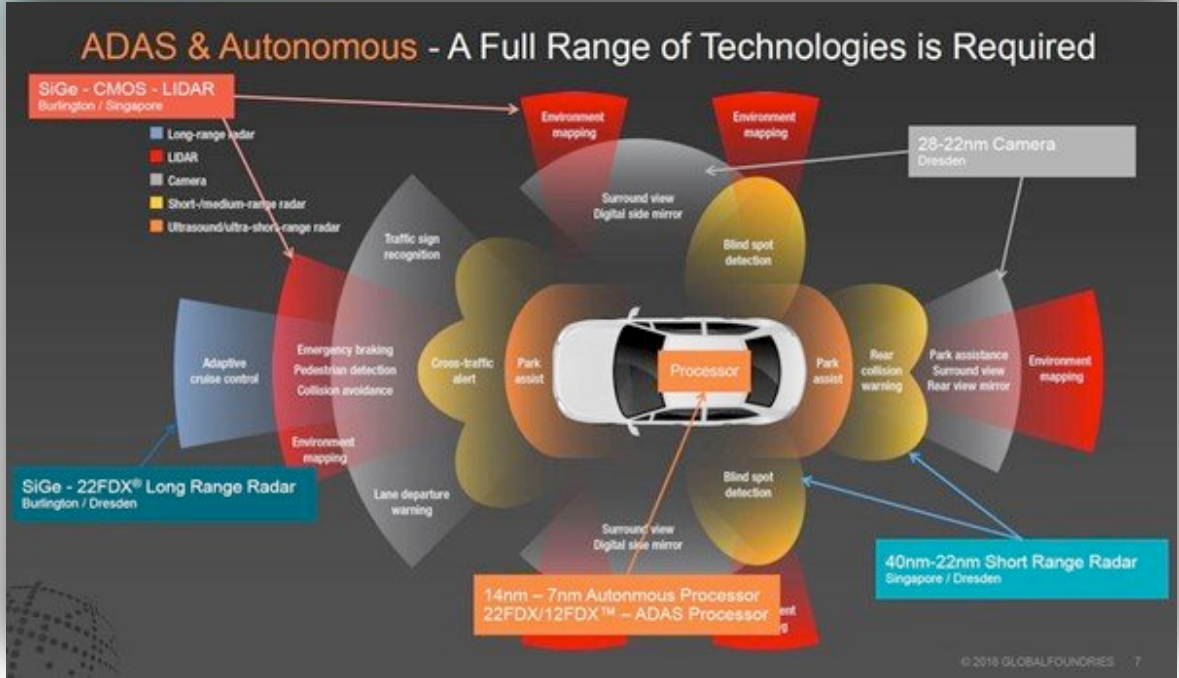 ADAS & Autonomous - A Full Range of Technologies is Required
SiGe - CMOS - LIDAR
Burlington / Singapore
Long-range radar
LIDAR
Camera
Short-/medium-range radar
Ultrasound/ultra-short-range radar
Environment
mapping
Environment
mapping
28-22nm Camera
Dresden
Surround view
Digital side mirror
Traffic sign
recognition
Blind spot
detection
Adaptive
cruise control
Emergency braking
Pedestrian detection
Collision avoidance
Cross-traffic
alert
Park
assist
Processor
Park
assist
Rear
collision
warning
Park assistance
Surround view
Rear view mirror
Environment
mapping
Environment
mapping
SiGe - 22FDX® Long Range Radar
Burlington / Dresden
Lane departure
warning
Blind spot
detection
Surround view
Digital side mirror
40nm-22nm Short Range Radar
Singapore / Dresden
14nm – 7nm Autonmous Processor
22FDX/12FDX™ – ADAS Processor
© 2018 GLOBALFOUNDRIES 7